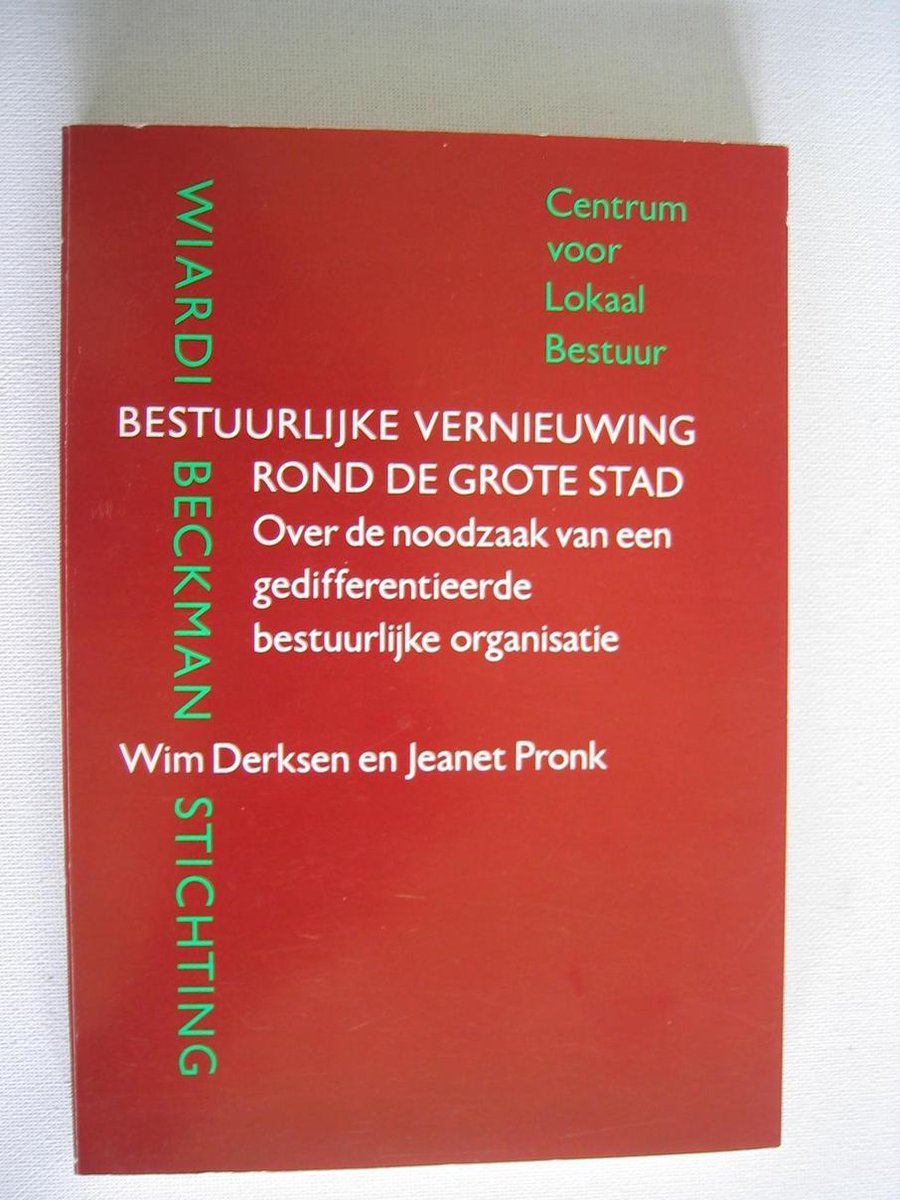 WIARDI BECKMAN STICHTING
Centrum
voor
Lokaal
Bestuur
BESTUURLIJKE VERNIEUWING
ROND DE GROTE STAD
Over de noodzaak van een
gedifferentieerde
bestuurlijke organisatie
Wim Derksen en Jeanet Pronk